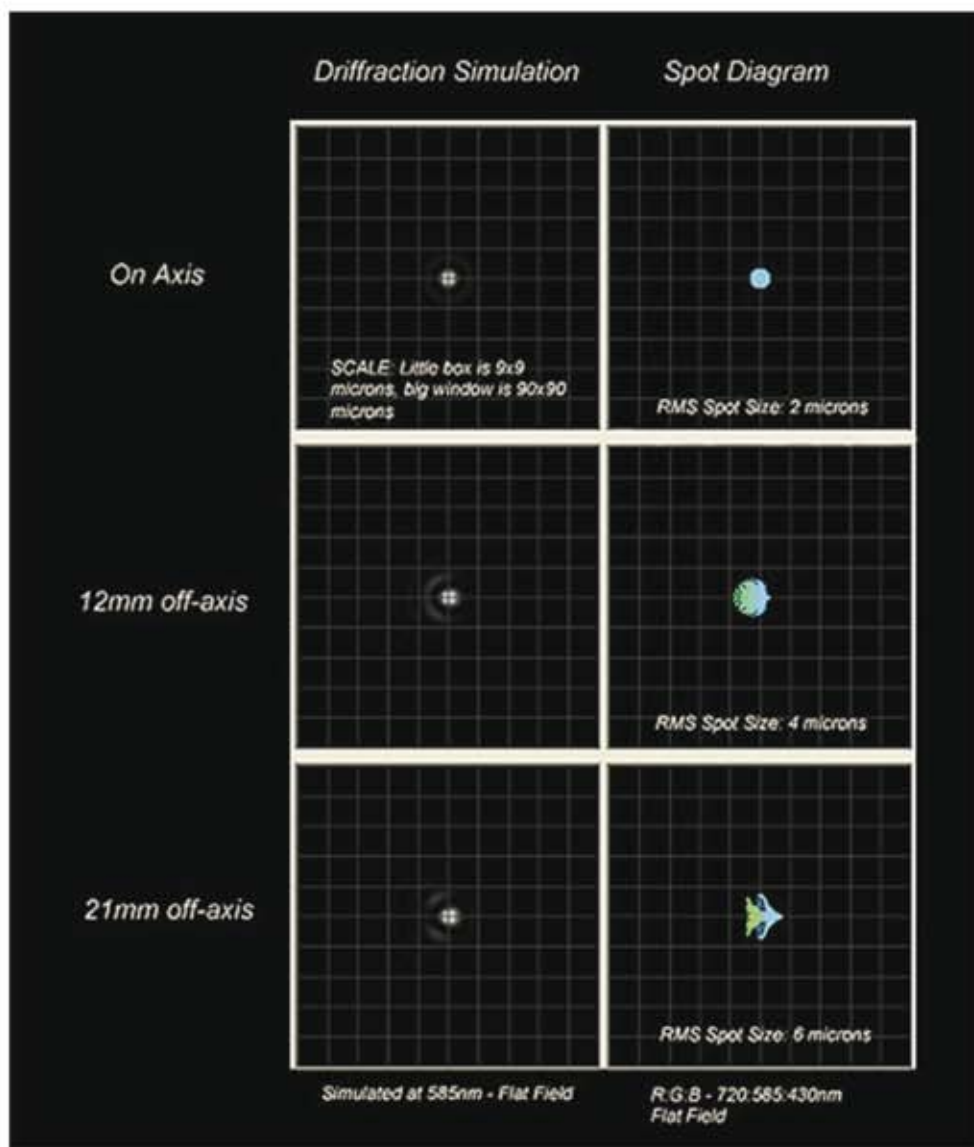 Driffraction Simulation
Spot Diagram
On Axis
SCALE: Little box is 9x9
microns, big window is 90x90
microns
RMS Spot Size: 2 microns
12mm off-axis
RMS Spot Size: 4 microns
21mm off-axis
RMS Spot Size: 6 microns
Simulated at 585nm - Flat Field
R:G:B - 720:585:430nm
Flat Field